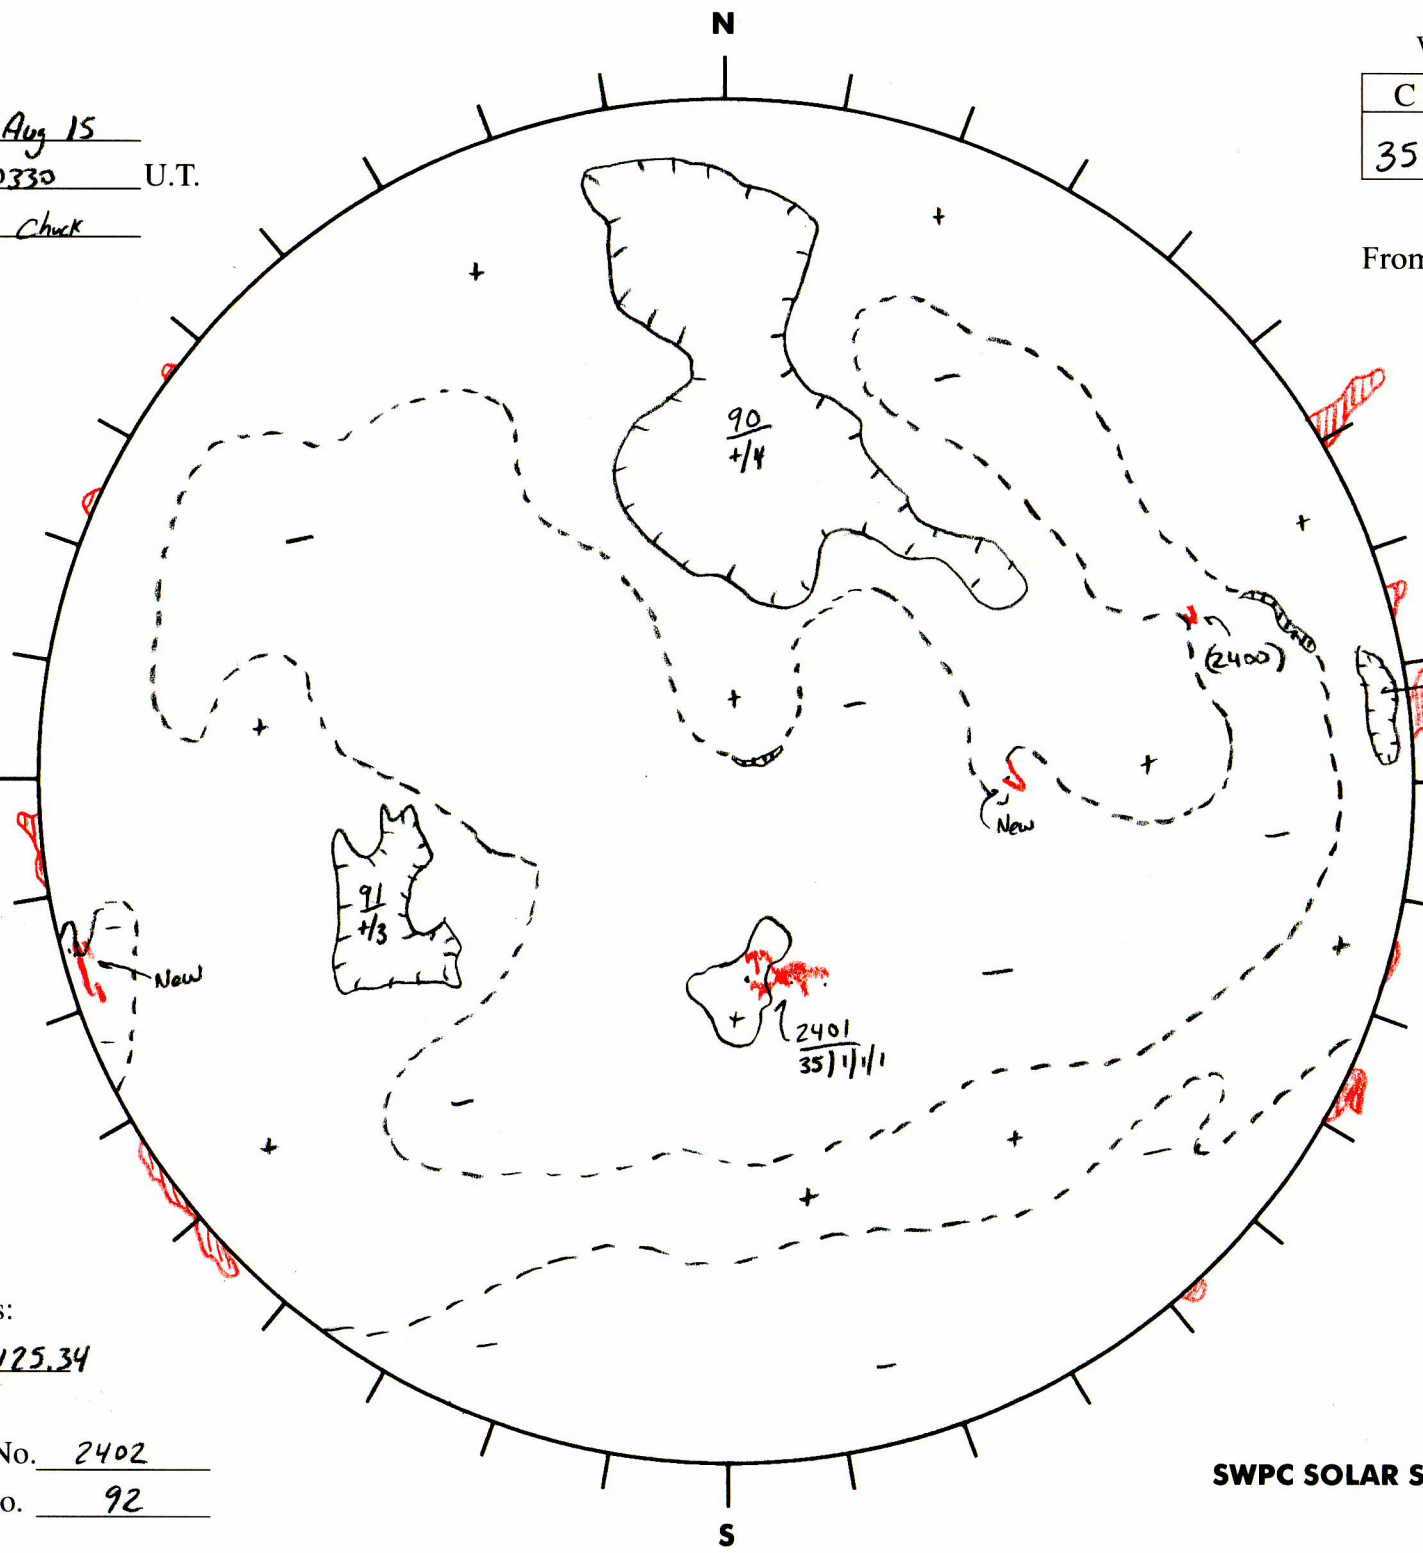 N
Aug 15
0330 U.T.
Chuck
C
35
From
90
+/4
(2400)
New
91
+/3
New
2401
35/1/1/1
s:
125.34
No. 2402
o. 92
SWPC SOLAR S
S